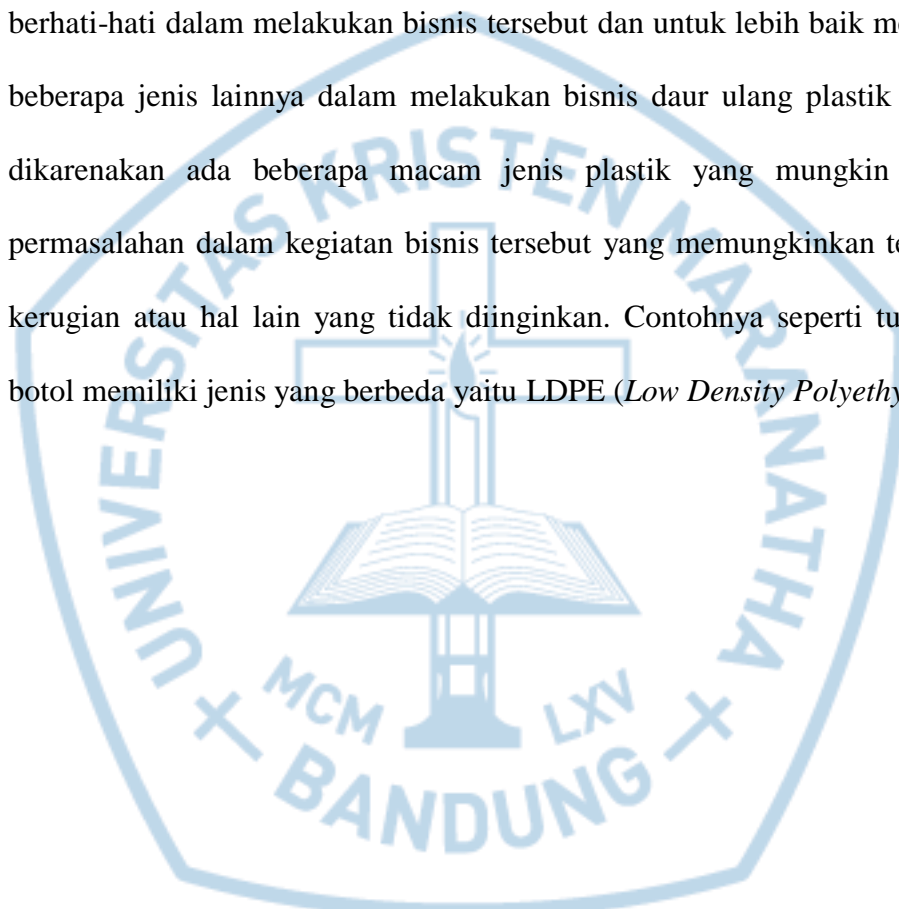 berhati-hati dalam melakukan bisnis tersebut dan untuk lebih baik
beberapa jenis lainnya dalam melakukan bisnis daur ulang plastik
dikarenakan ada beberapa macam jenis plastik yang mungkin
permasalahan dalam kegiatan bisnis tersebut yang memungkinkan
kerugian atau hal lain yang tidak diinginkan. Contohnya seperti
botol memiliki jenis yang berbeda yaitu LDPE (Low Density
UNIVERSITAS KRISTEN MARANATHA
MCM LXV
BANDUNG